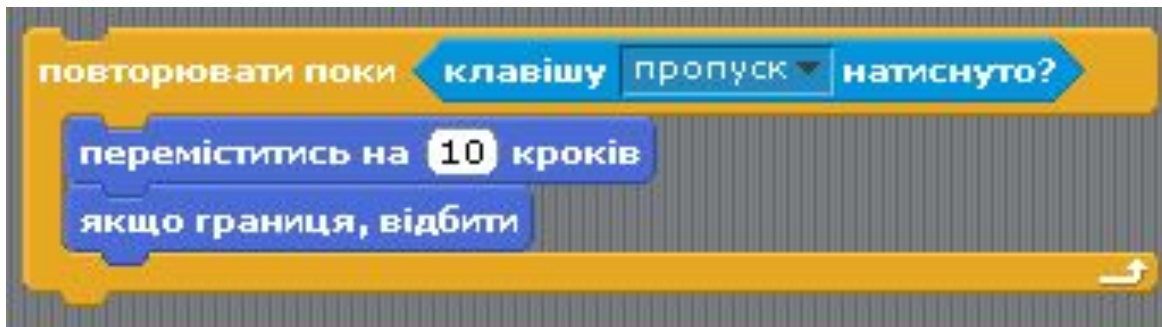 повторювати поки клавішу пропуск натиснуто?
переміститись на 10 кроків
якщо границя, відбити